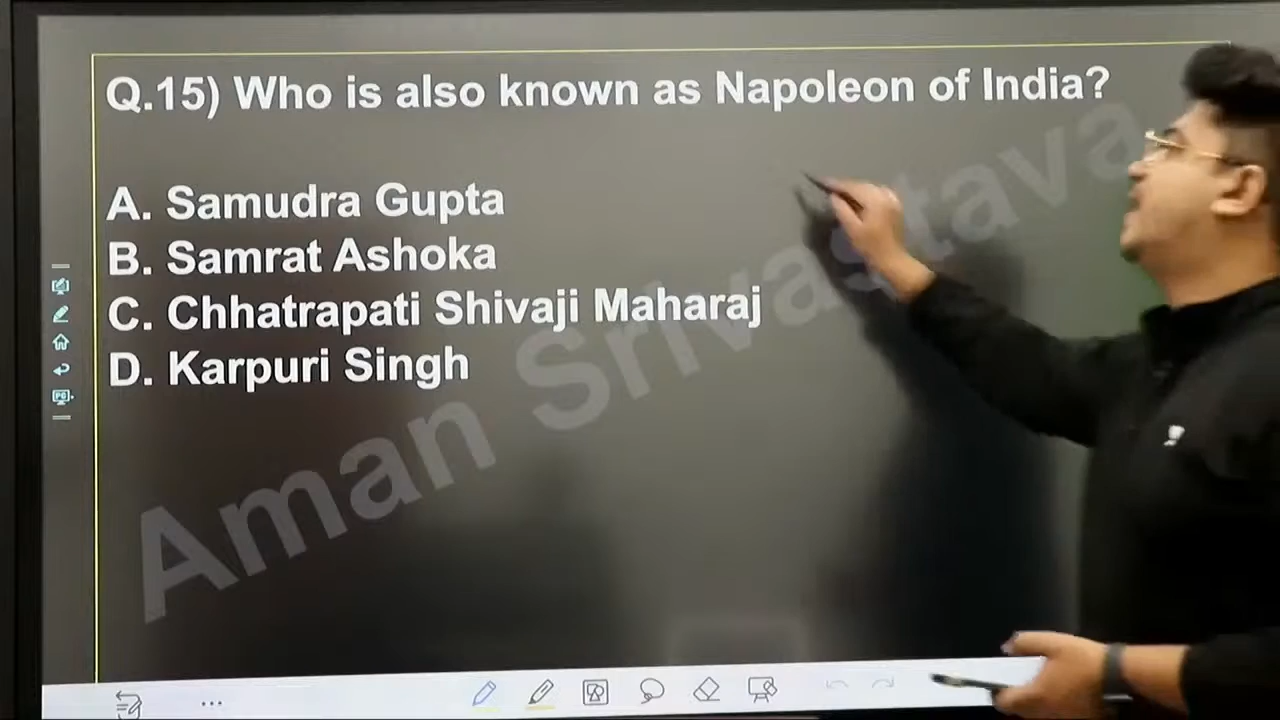 Q.15) Who is also known as Napoleon of India?
A. Samudra Gupta
B. Samrat Ashoka
C. Chhatrapati Shivaji Maharaj
D. Karpuri Singh
Aman Srivastava
PC